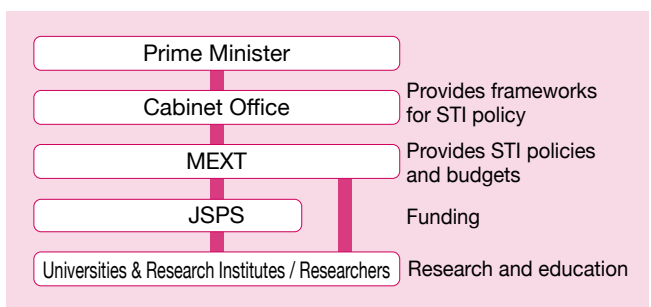 Prime Minister
Cabinet Office
Provides frameworks
for STI policy
MEXT
Provides STI policies
and budgets
JSPS
Funding
Universities & Research Institutes / Researchers
Research and education